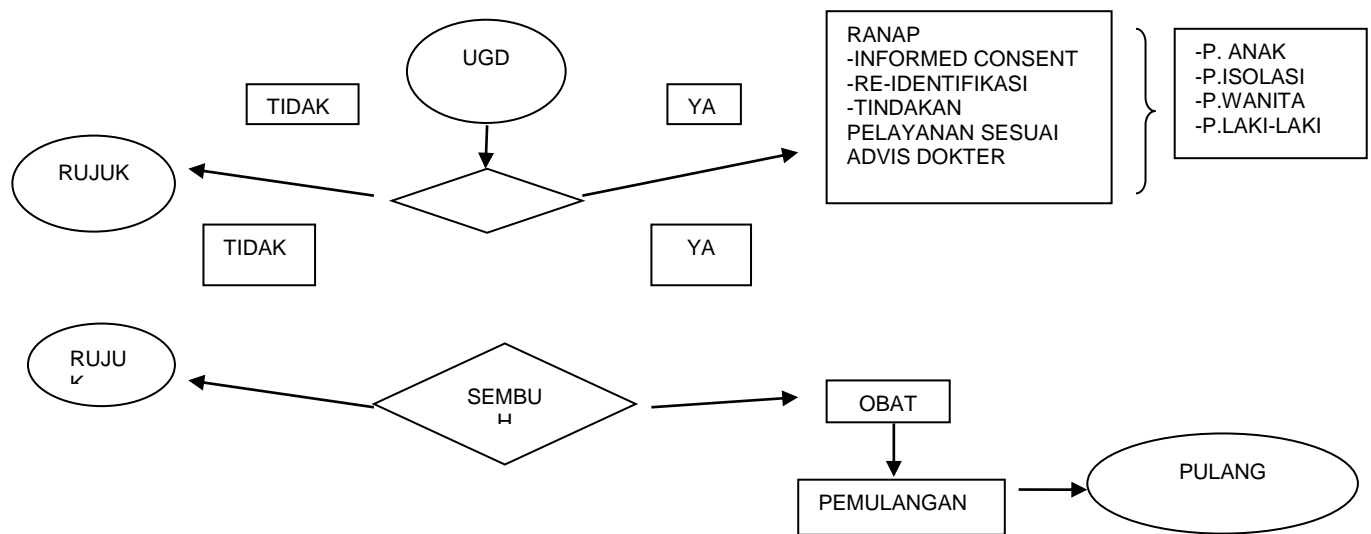 UGD
TIDAK
YA
RUJUK
RANAP
-INFORMED CONSENT
-RE-IDENTIFIKASI
-TINDAKAN
PELAYANAN SESUAI
ADVIS DOKTER
-P. ANAK
-P.ISOLASI
-P.WANITA
-P.LAKI-LAKI
TIDAK
YA
RUJU
K
SEMBU
H
OBAT
PEMULANGAN
PULANG